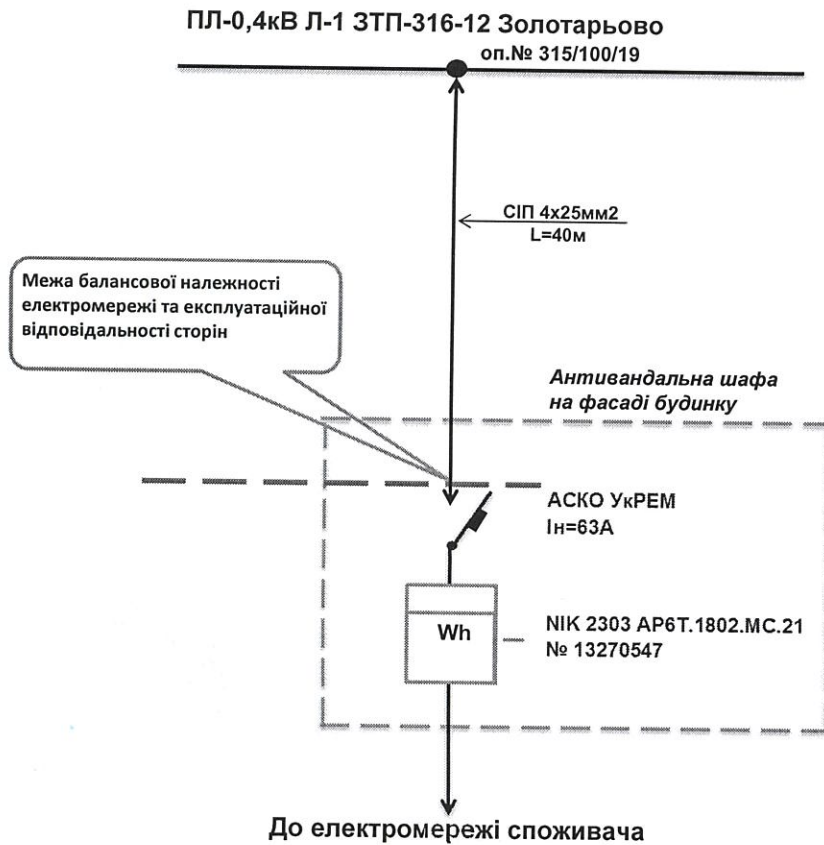 ПЛ-0,4кВ Л-1 ЗТП-316-12 Золотарьово
оп.№ 315/100/19
СІП 4х25мм2
L=40м
Межа балансової належності
електромережі та експлуатаційної
відповідальності сторін
Антивандальна шафа
на фасаді будинку
АСКО УкРЕМ
Ін=63А
Wh
NIK 2303 АР6Т.1802.МС.21
№ 13270547
До електромережі споживача